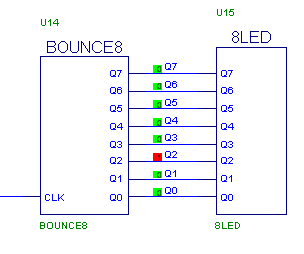 U14
U15
BOUNCE8
8LED
Q7 Q7 Q7
Q6 Q6 Q6
Q5 Q5 Q5
Q4 Q4 Q4
Q3 Q3 Q3
Q2 Q2 Q2
Q1 Q1 Q1
CLK Q0 Q0 Q0
BOUNCE8
8LED